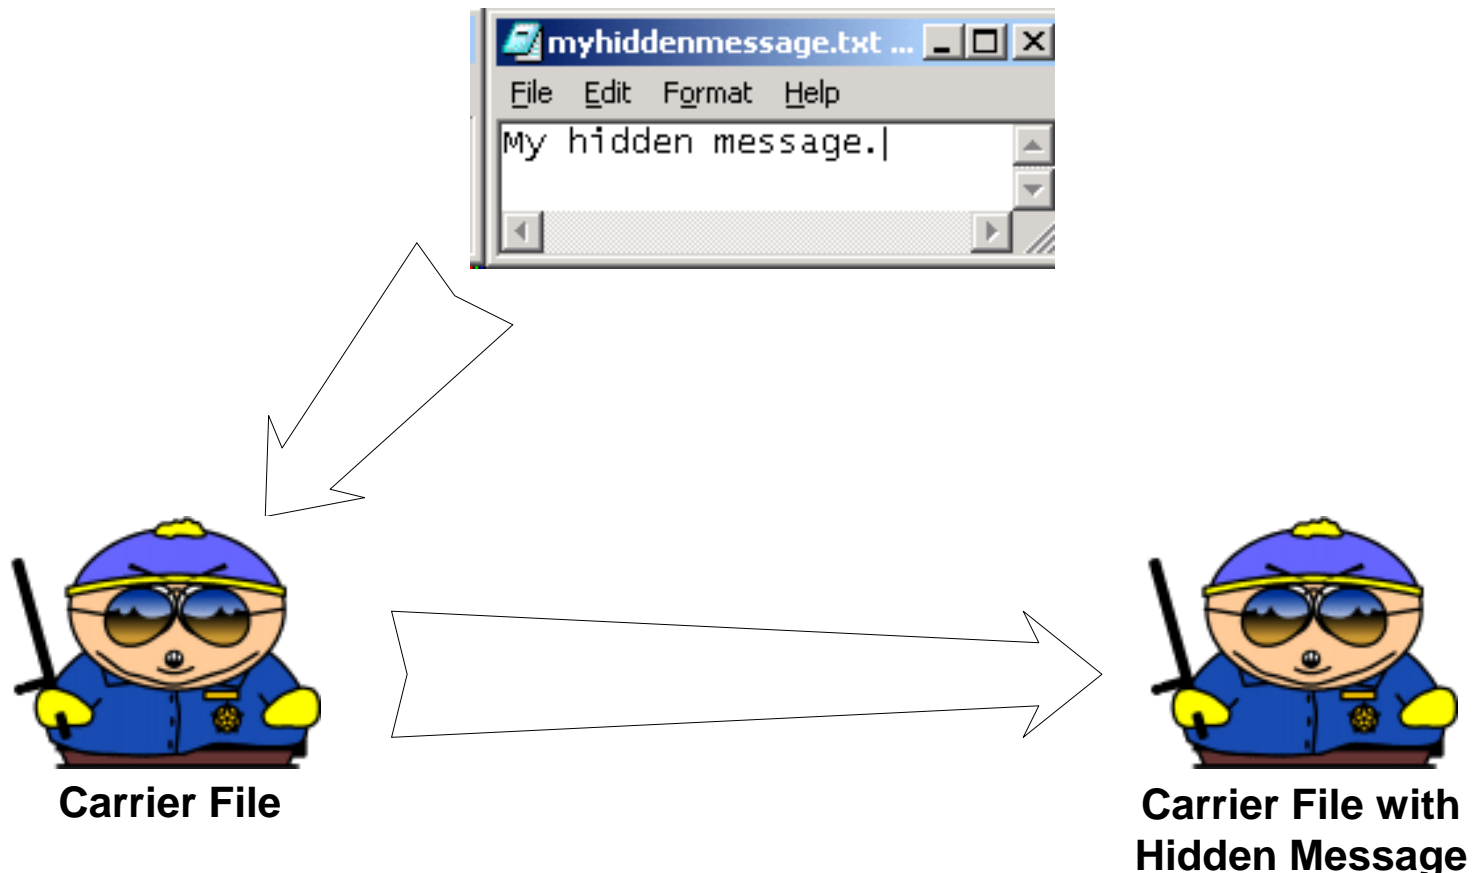 myhiddenmessage.txt ...
File Edit Format Help
My hidden message.
Carrier File
Carrier File with
Hidden Message